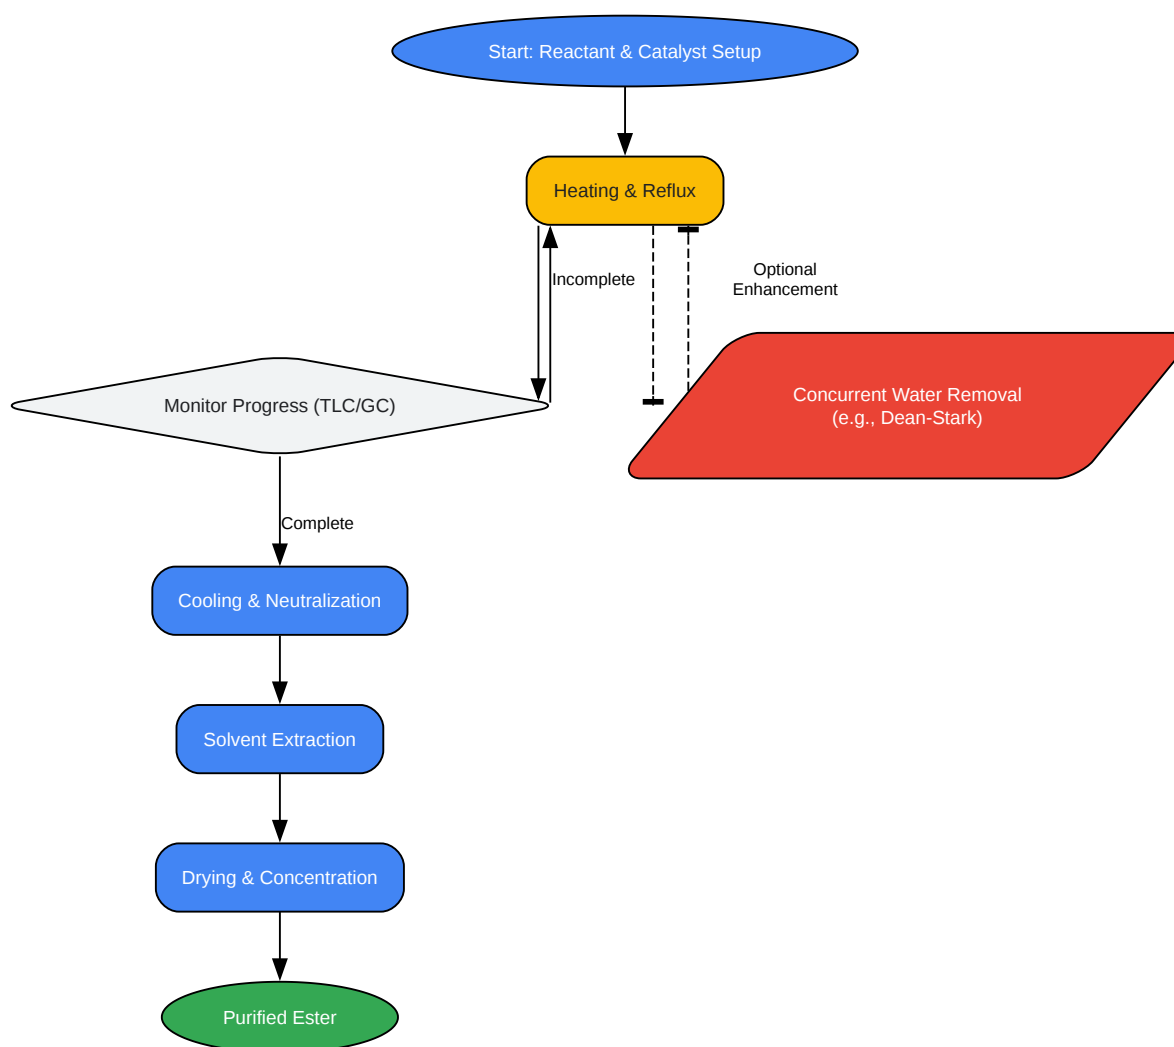 Start: Reactant & Catalyst Setup
Heating & Reflux
Incomplete
Optional
Enhancement
Monitor Progress (TLC/GC)
Concurrent Water Removal
(e.g., Dean-Stark)
Complete
Cooling & Neutralization
Solvent Extraction
Drying & Concentration
Purified Ester